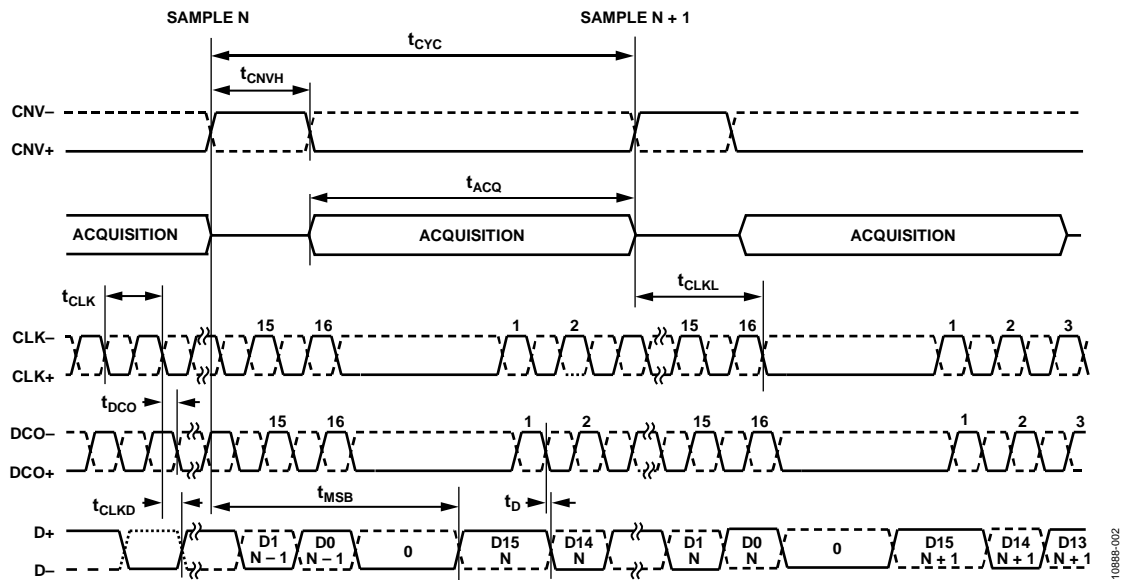 SAMPLE N SAMPLE N + 1
tCYC
tCNVH
CNV–
CNV+
tACQ
ACQUISITION ACQUISITION ACQUISITION
tCLK tCLKL
CLK– 15 16 1 2 15 16 1 2 3
CLK+
tDCO
DCO– 15 16 1 2 15 16 1 2 3
DCO+
tCLKD tMSB tD
D+
D1 D0 D15 D14 D1 D0 D15 D14 D13
N – 1 N – 1 0 N N N N 0 N + 1 N + 1 N + 1
D–
10888-002